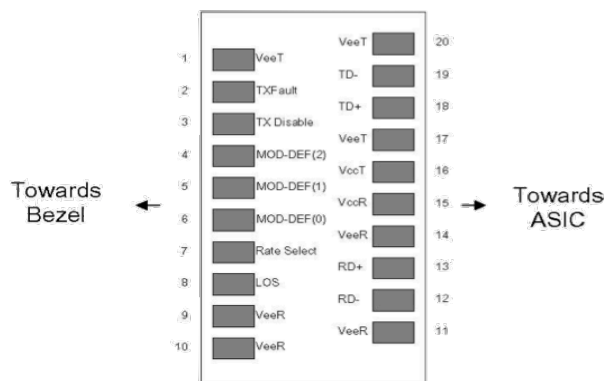 VeeT 20
1 VeeT
TD- 19
2 TXFault
TD+ 18
3 TX Disable
VeeT 17
4 MOD-DEF(2)
VccT 16
5 MOD-DEF(1)
Towards
Bezel
VccR 15
Towards
ASIC
6 MOD-DEF(0)
VeeR 14
7 Rate Select
RD+ 13
8 LOS
RD- 12
9 VeeR
VeeR 11
10 VeeR